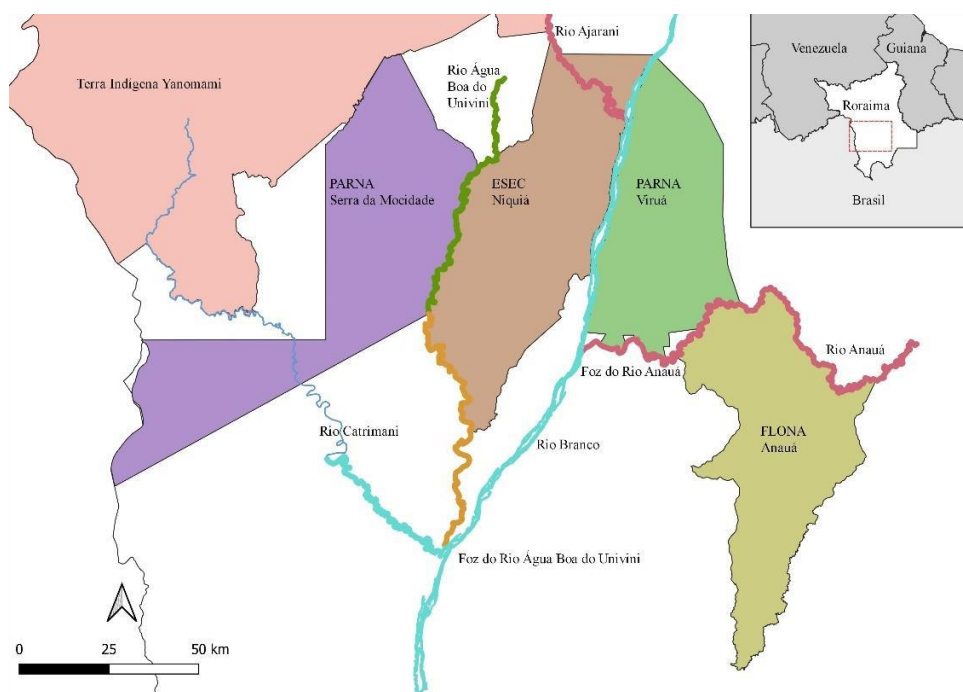 Rio Ajarani
Venezuela
Guiana
Rio Água
Boa do
Univini
Terra Indígena Yanomami
Roraima
PARNA
Serra da Mocidade
ESEC
Niquiá
PARNA
Viruá
Brasil
Rio Anauá
Foz do Rio Anauá
Rio Catrimani
Rio Branco
FLONA
Anauá
Foz do Rio Água Boa do Univini
0 25 50 km